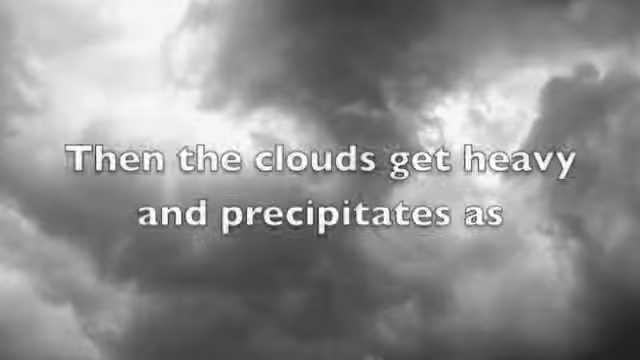 Then the clouds get heavy
and precipitates as